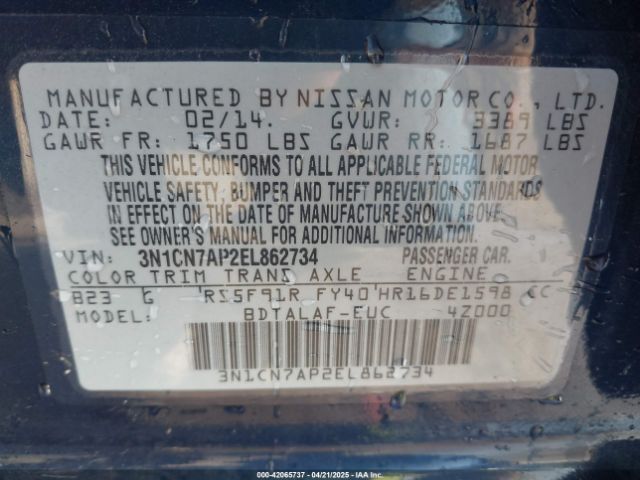 MANUFACTURED BY NISSAN MOTOR CO., LTD.
DATE: 02/14. GVWR: 3389 LBS
GAWR FR: 1750 LBS GAWR RR: 1687 LBS
THIS VEHICLE CONFORMS TO ALL APPLICABLE FEDERAL MOTOR
VEHICLE SAFETY, BUMPER AND THEFT PREVENTION STANDARDS
IN EFFECT ON THE DATE OF MANUFACTURE SHOWN ABOVE.
SEE OWNER'S MANUAL FOR ADDITIONAL INFORMATION.
VIN: 3N1CN7AP2EL862734 PASSENGER CAR.
COLOR TRIM TRANS AXLE ENGINE
B23 G RS5F91R FY40 HR16DE1598 CC
MODEL: BDTALAF-EUC 4Z000
3N1CN7AP2EL862734
© 000-42065737 - 04/21/2025 - IAAI.COM